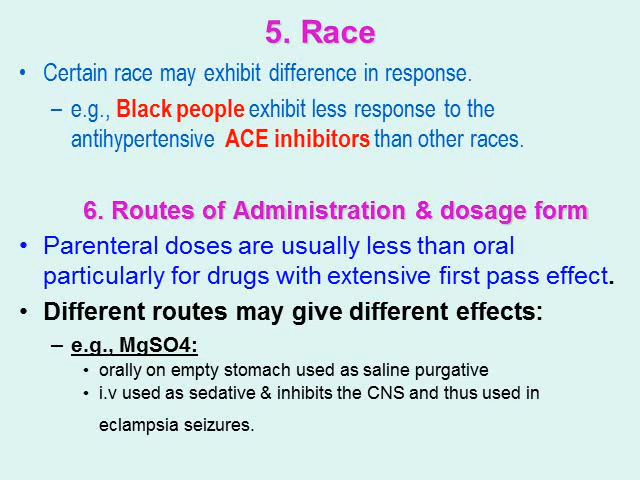 5. Race
• Certain race may exhibit difference in response.
– e.g., Black people exhibit less response to the
antihypertensive ACE inhibitors than other races.
6. Routes of Administration & dosage form
• Parenteral doses are usually less than oral
particularly for drugs with extensive first pass effect.
• Different routes may give different effects:
– e.g., MgSO4:
• orally on empty stomach used as saline purgative
• i.v used as sedative & inhibits the CNS and thus used in
eclampsia seizures.